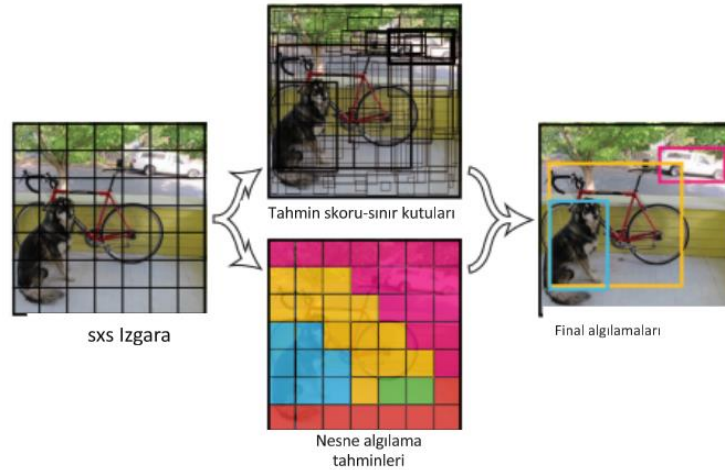 Tahmin skoru-sınır kutuları
sxs Izgara
Final algılamaları
Nesne algılama
tahminleri